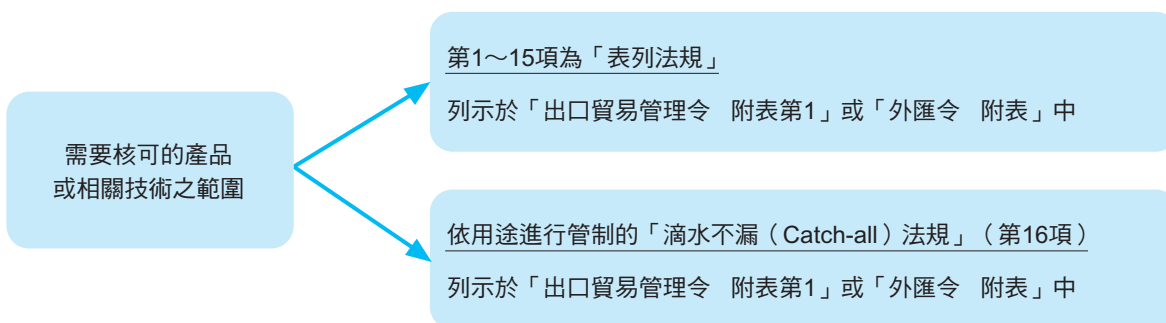 需要核可的產品
或相關技術之範圍
第1～15項為「表列法規」
列示於「出口貿易管理令　附表第1」或「外匯令　附表」中
依用途進行管制的「滴水不漏（Catch-all）法規」（第16項）
列示於「出口貿易管理令　附表第1」或「外匯令　附表」中